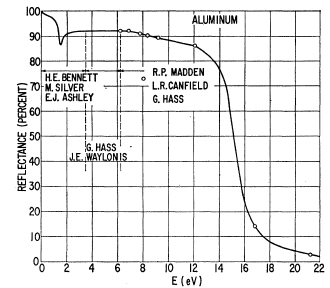 ALUMINUM
100
90
80
70
60
50
40
30
20
10
0
REFLECTANCE (PERCENT)
H.E. BENNETT
M. SILVER
E.J. ASHLEY
R.P. MADDEN
L.R. CANFIELD
G. HASS
G. HASS
J.E. WAYLONIS
0 2 4 6 8 10 12 14 16 18 20 22
E (eV)